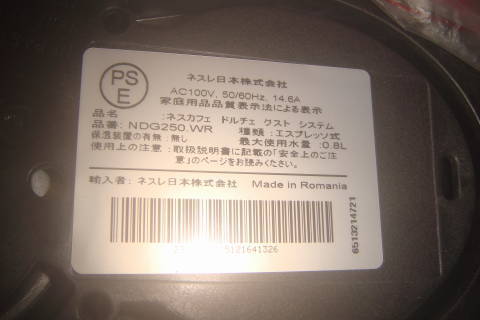 PS
E
ネスレ日本株式会社
AC100V, 50/60Hz, 14.6A
家庭用品品質表示法による表示
品名 :ネスカフェ ドルチェ グスト システム
品番: NDG250.WR 種類:エスプレッソ式
保温装置の有無:無し 最大使用水量:0.8L
使用上の注意:取扱説明書に記載の「安全上のご注
意」のページをお読みください。
輸入者: ネスレ日本株式会社 Made in Romania
5121641326
6513214721